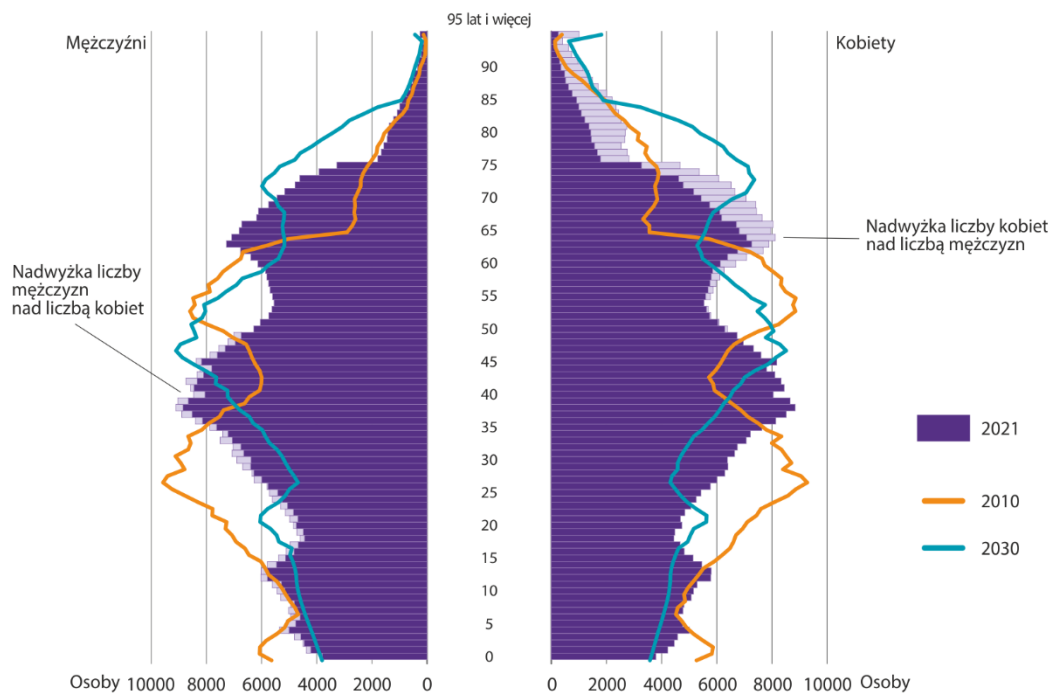 95 lat i więcej
Mężczyźni
Kobiety
90
85
80
75
70
65
60
55
50
45
40
35
30
25
20
15
10
5
0
Nadwyżka liczby kobiet
nad liczbą mężczyzn
Nadwyżka liczby
mężczyzn
nad liczbą kobiet
2021
2010
2030
Osoby 10000 8000 6000 4000 2000 0
0 2000 4000 6000 8000 10000 Osoby